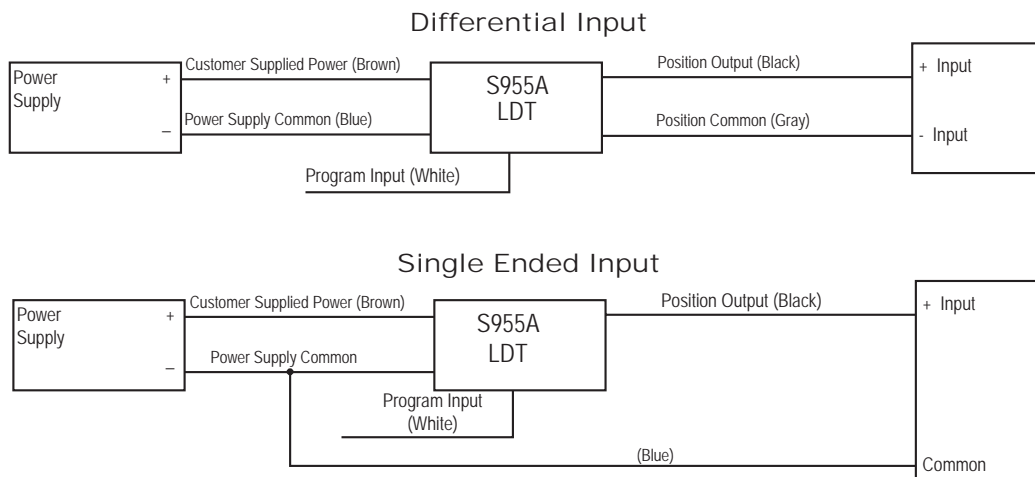 Differential Input
Power
Supply
+
–
Customer Supplied Power (Brown)
Power Supply Common (Blue)
S955A
LDT
Program Input (White)
Position Output (Black)
Position Common (Gray)
+ Input
- Input
Single Ended Input
Power
Supply
+
–
Customer Supplied Power (Brown)
Power Supply Common
S955A
LDT
Program Input
(White)
Position Output (Black)
(Blue)
+ Input
Common